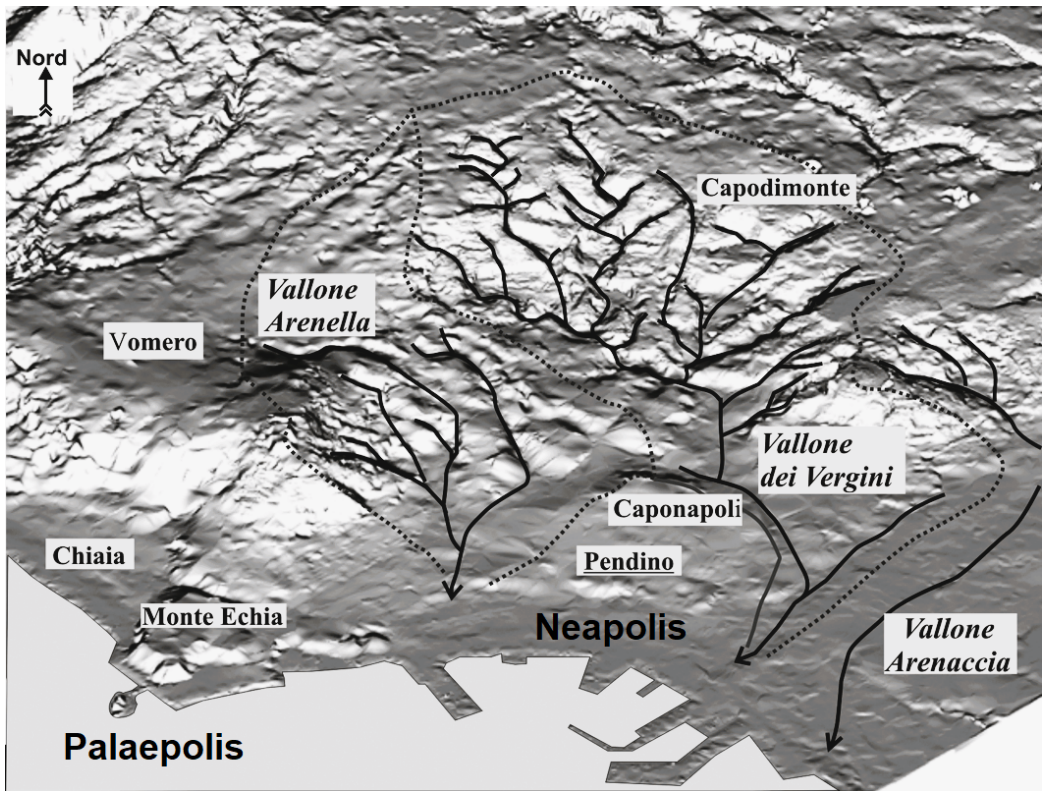 Nord
Capodimonte
Vallone
Arenella
Vomero
Vallone
dei Vergini
Caponapoli
Chiaia
Pendino
Monte Echia
Neapolis
Vallone
Arenaccia
Palaepolis